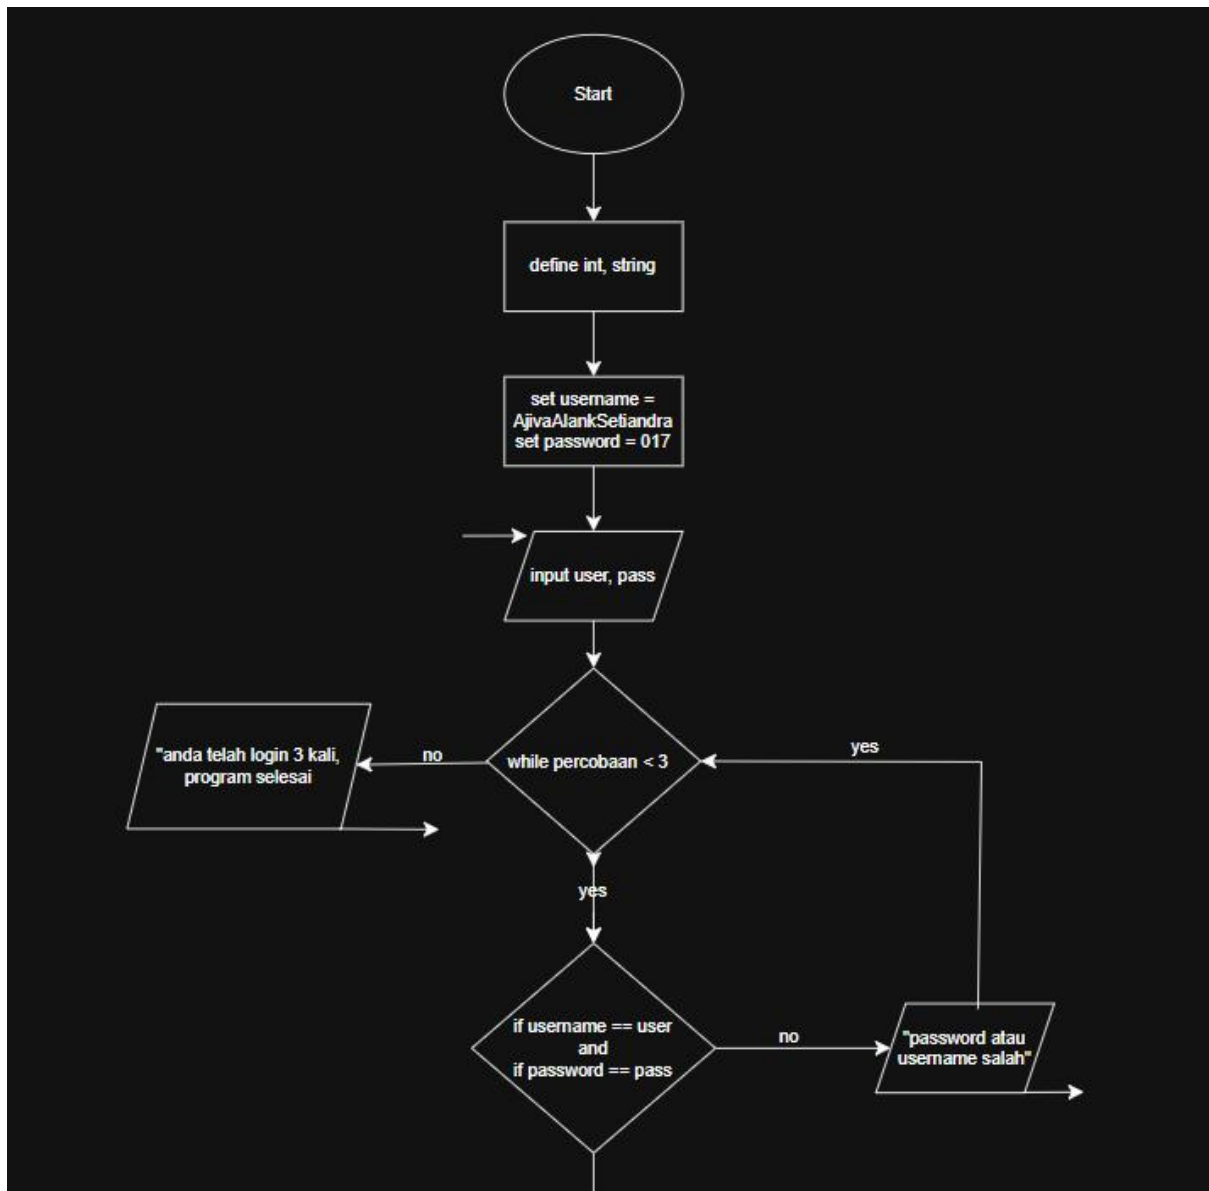 Start
define int, string
set username =
AjivaAlankSetiandra
set password = 017
input user, pass
"anda telah login 3 kali,
program selesai
no
while percobaan < 3
yes
yes
if username == user
and
if password == pass
no
"password atau
username salah"